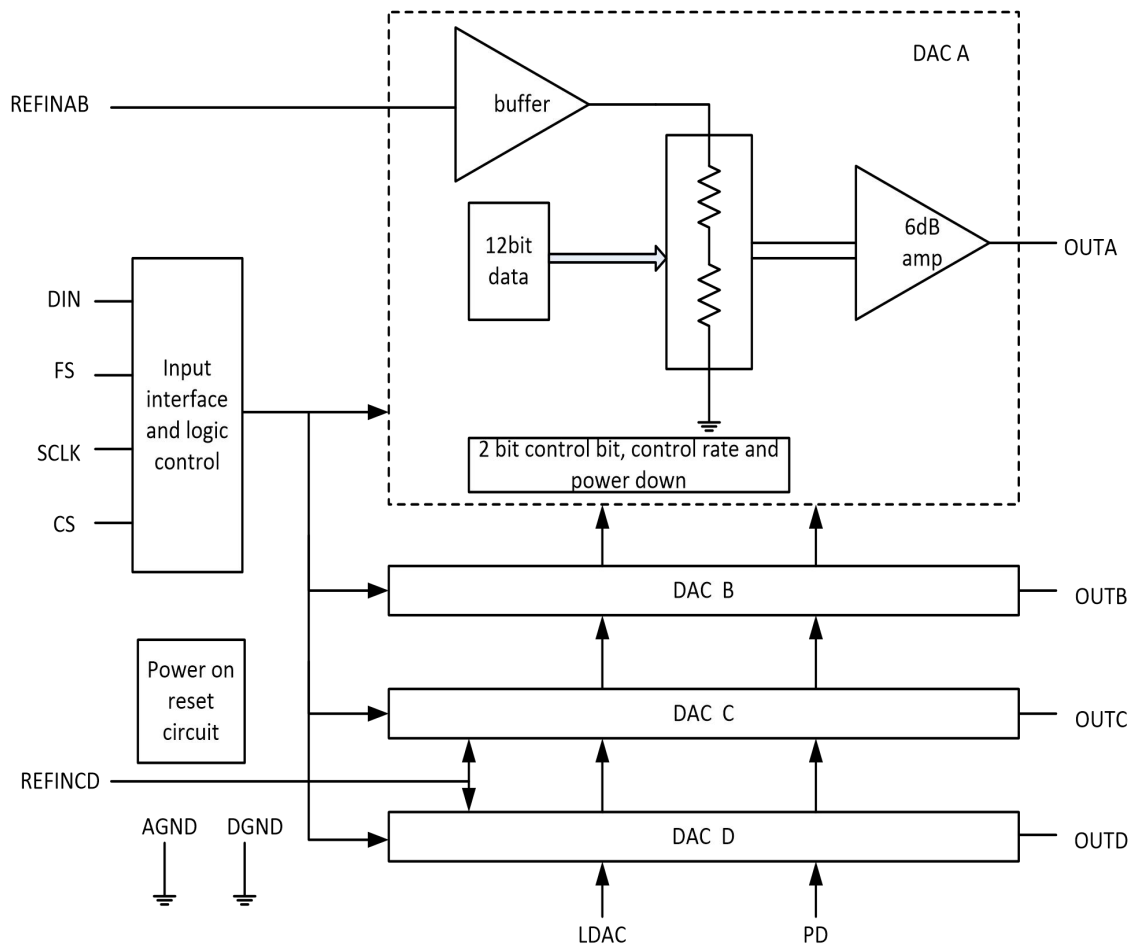 DAC A
REFINAB
buffer
12bit
data
6dB
amp
OUTA
DIN
FS
SCLK
CS
Input
interface
and logic
control
2 bit control bit, control rate and
power down
DAC B
OUTB
Power on
reset
circuit
DAC C
OUTC
REFINCD
AGND
DGND
DAC D
OUTD
LDAC
PD